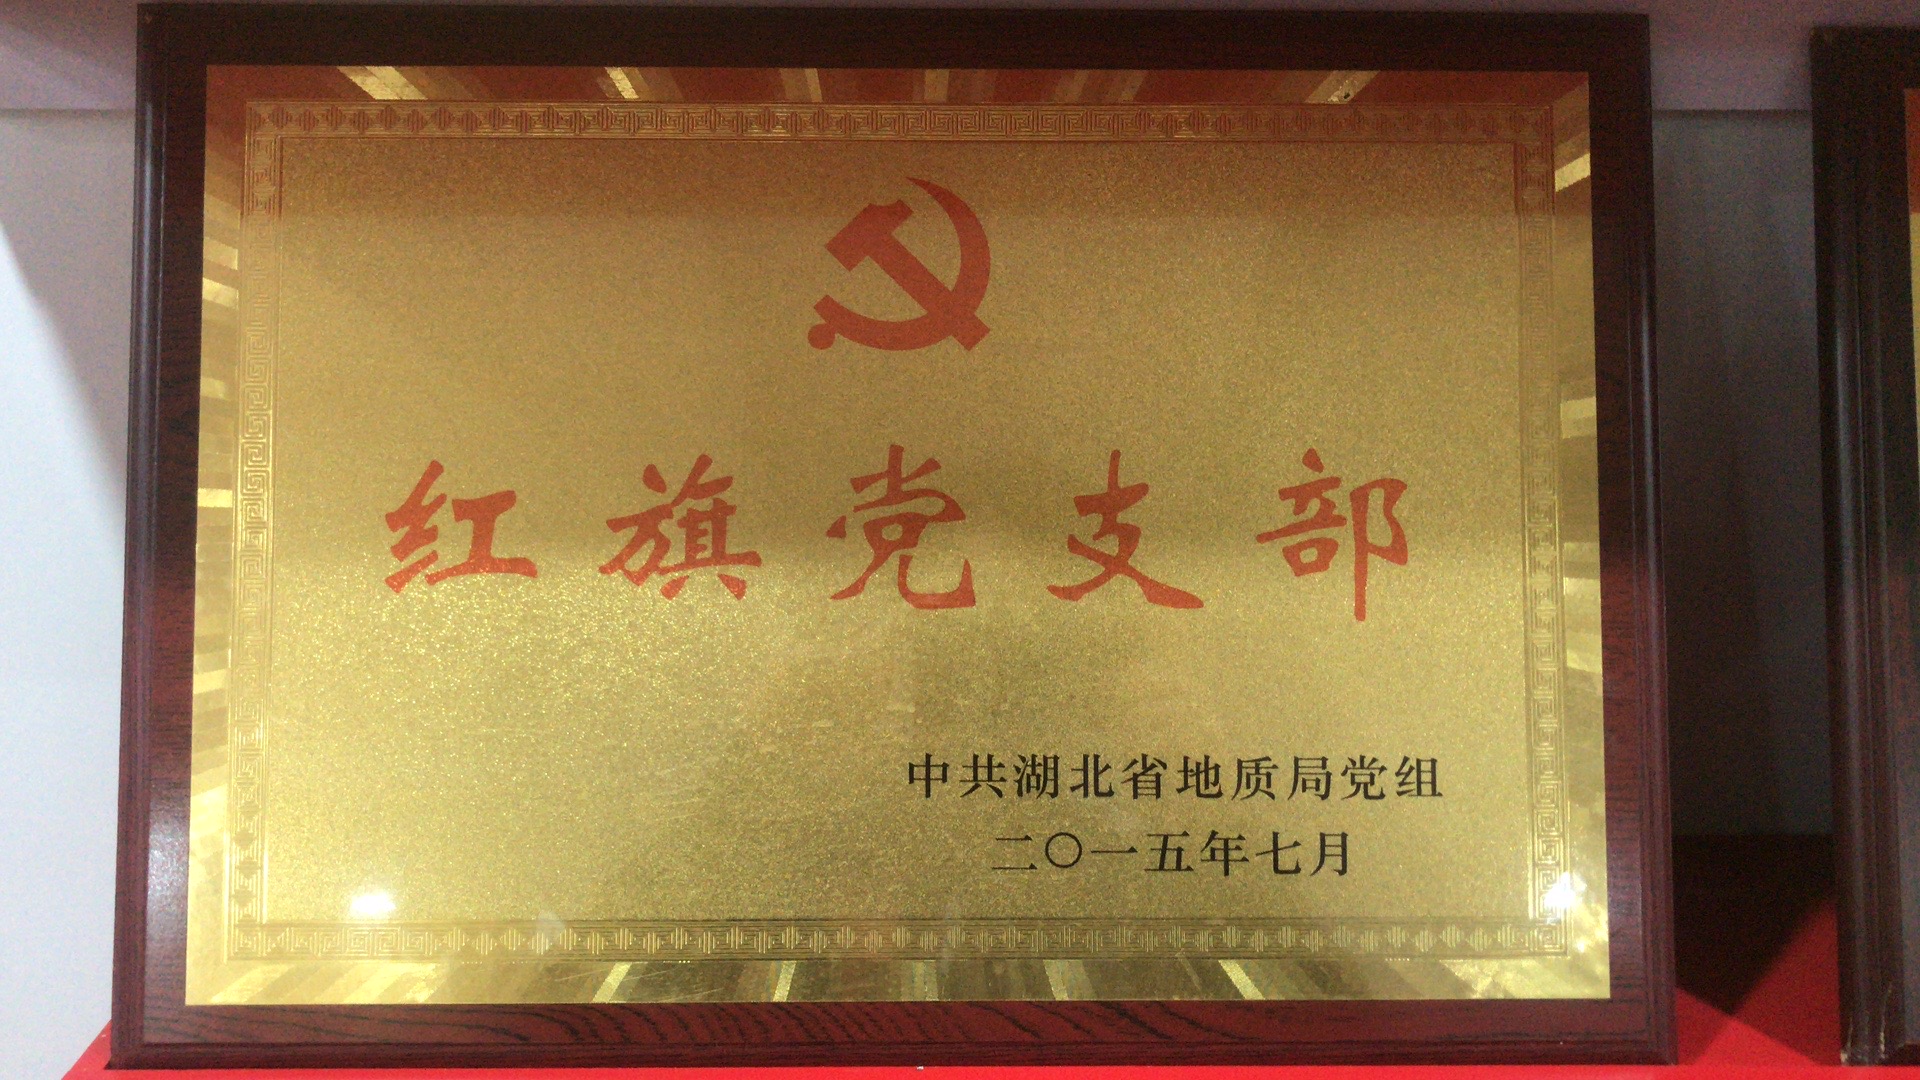 红旗党支部
中共湖北省地质局党组
二〇一五年七月